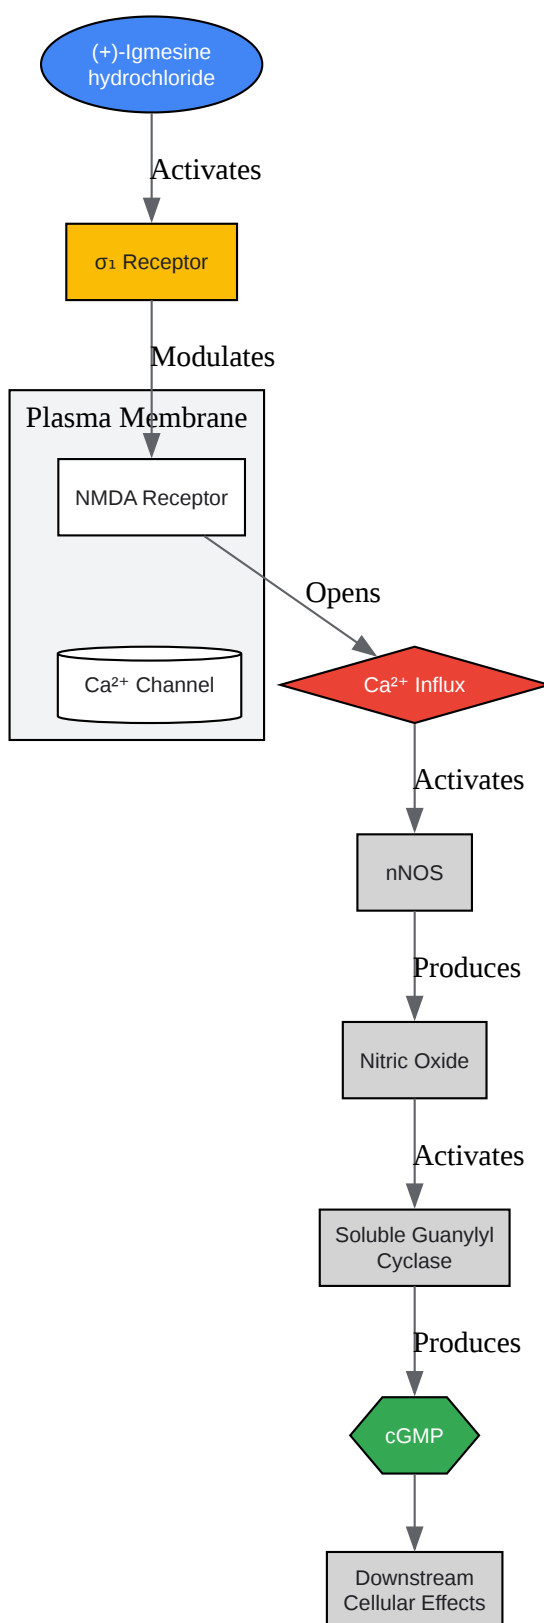 (+)-Igmesine
hydrochloride
Activates
σ₁ Receptor
Modulates
Plasma Membrane
NMDA Receptor
Opens
Ca²⁺ Channel
Ca²⁺ Influx
Activates
nNOS
Produces
Nitric Oxide
Activates
Soluble Guanylyl
Cyclase
Produces
cGMP
Downstream
Cellular Effects